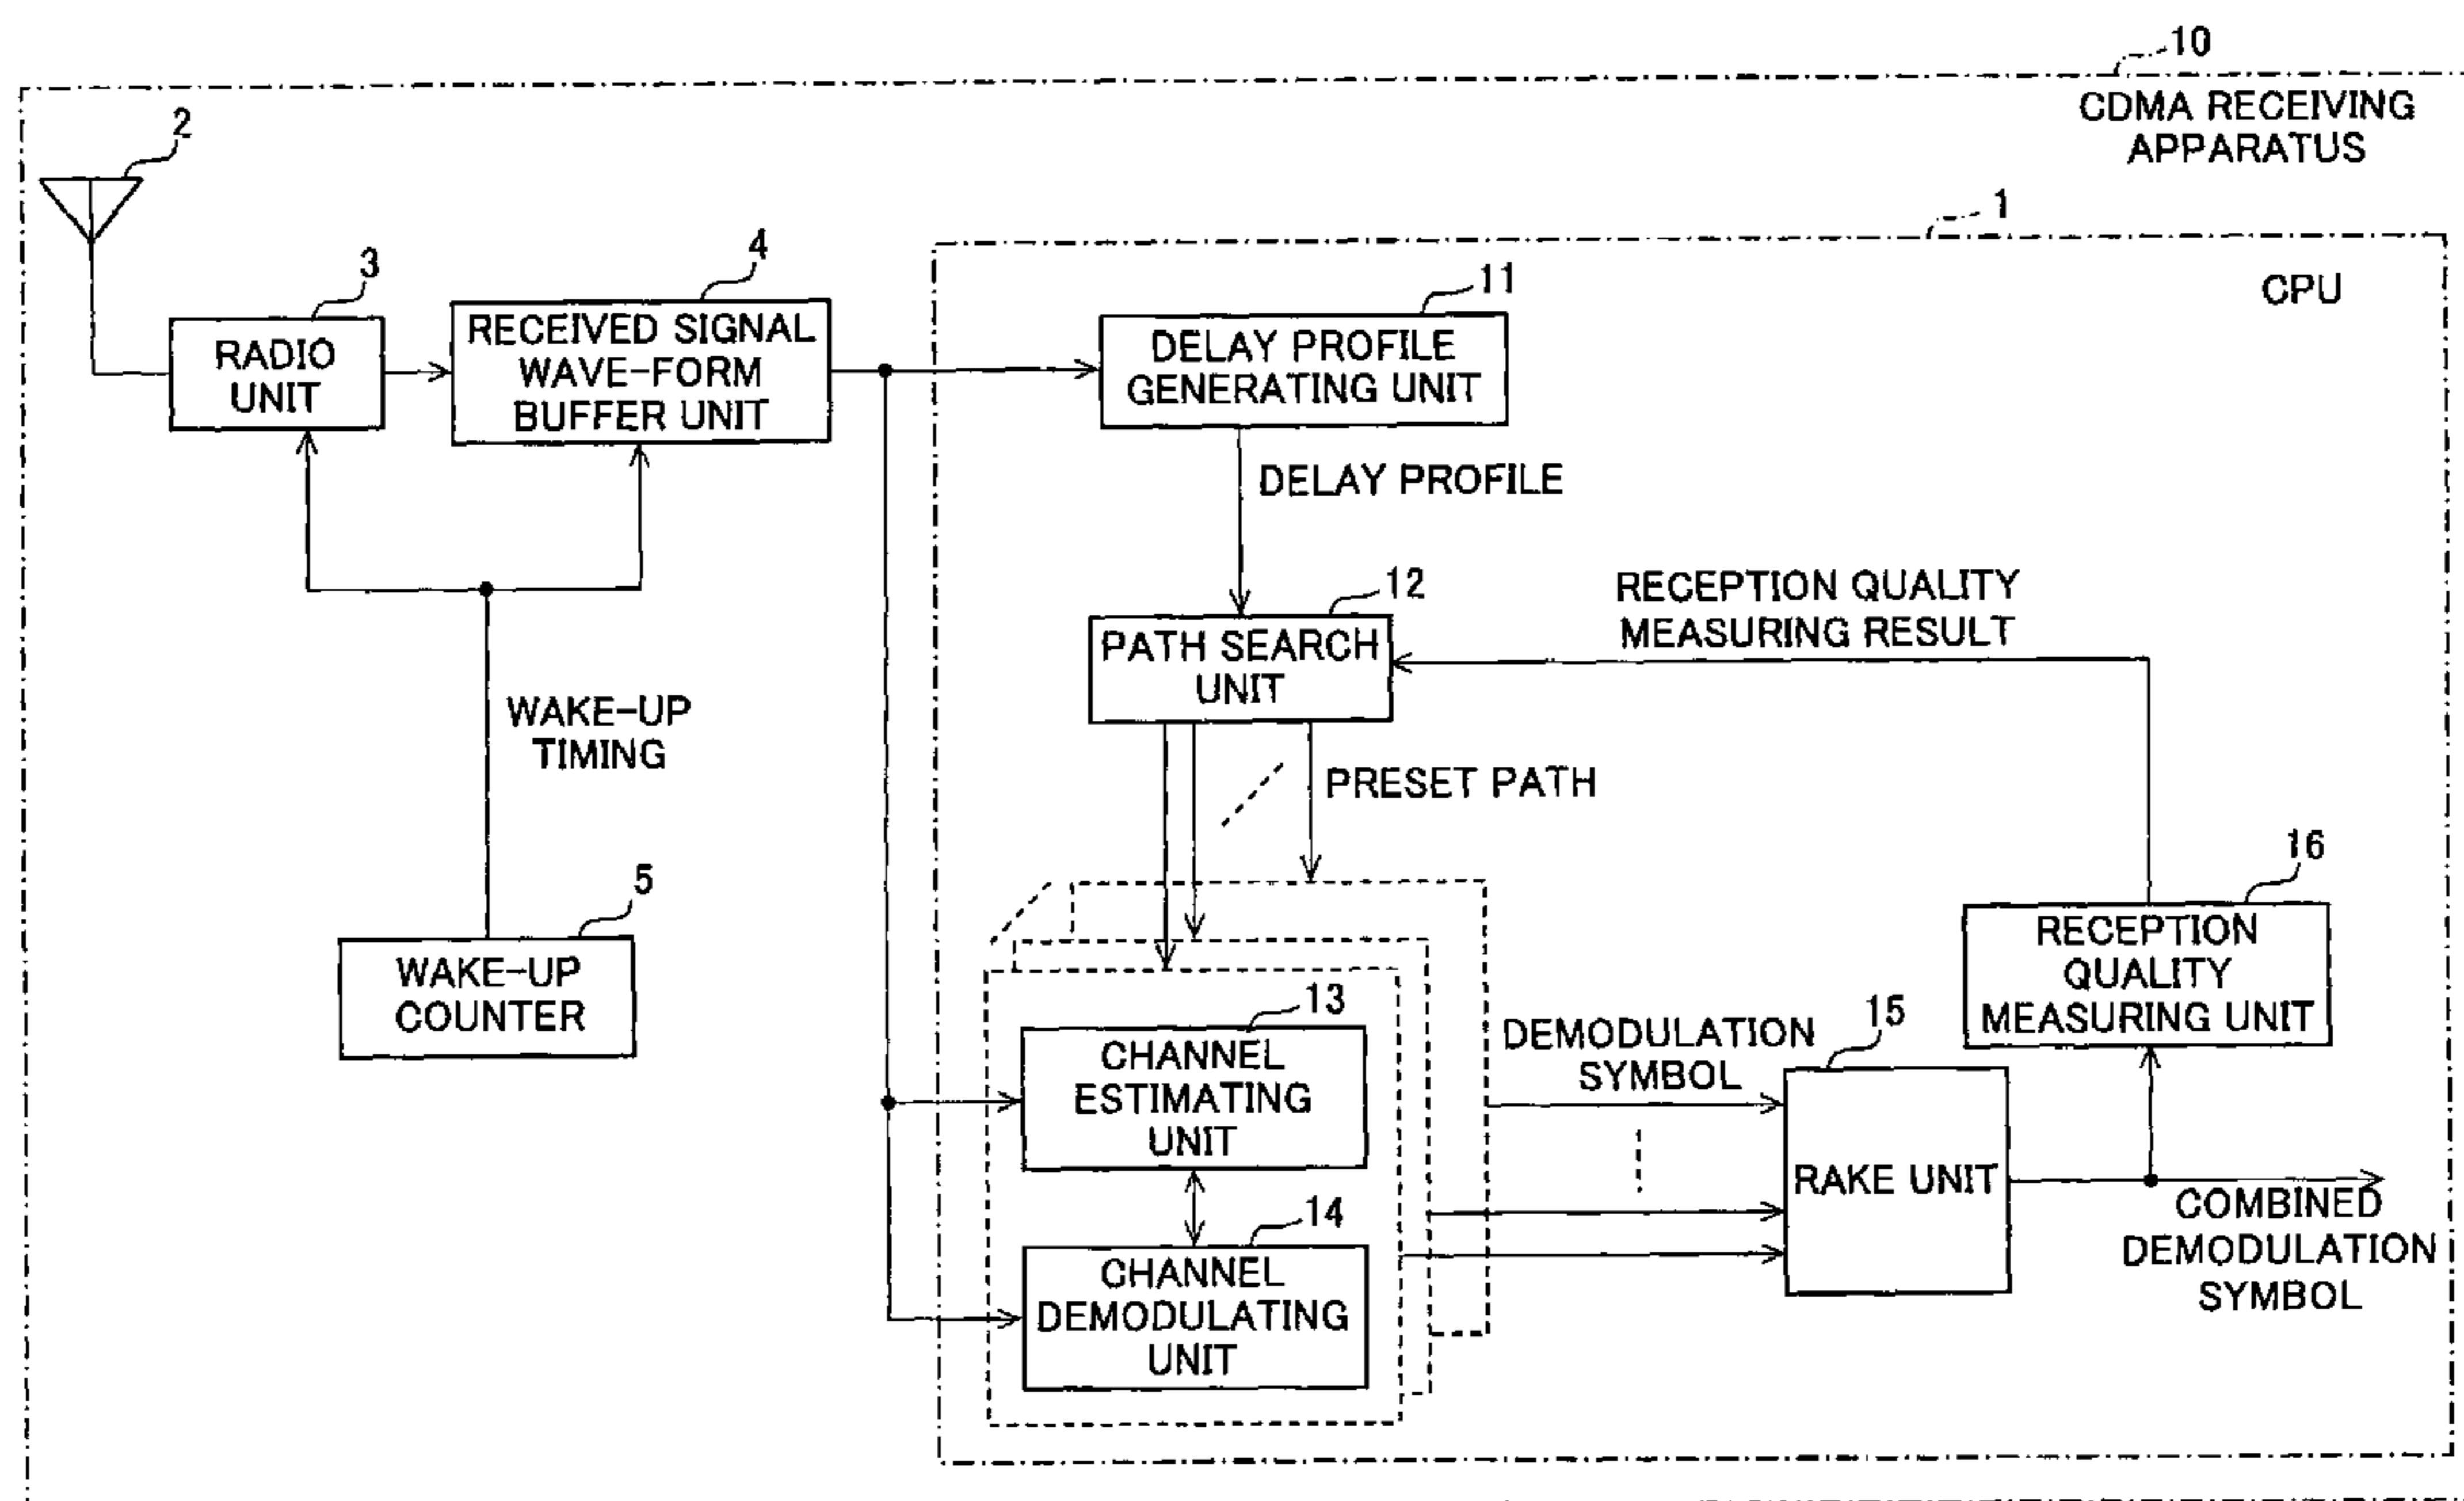 10
CDMA RECEIVING
APPARATUS
2
1
CPU
3
RADIO
UNIT
4
RECEIVED SIGNAL
WAVE-FORM
BUFFER UNIT
11
DELAY PROFILE
GENERATING UNIT
DELAY PROFILE
12
PATH SEARCH
UNIT
RECEPTION QUALITY
MEASURING RESULT
WAKE-UP
TIMING
PRESET PATH
5
WAKE-UP
COUNTER
16
RECEPTION
QUALITY
MEASURING UNIT
13
CHANNEL
ESTIMATING
UNIT
DEMODULATION
SYMBOL
15
RAKE UNIT
14
CHANNEL
DEMODULATING
UNIT
COMBINED
DEMODULATION
SYMBOL